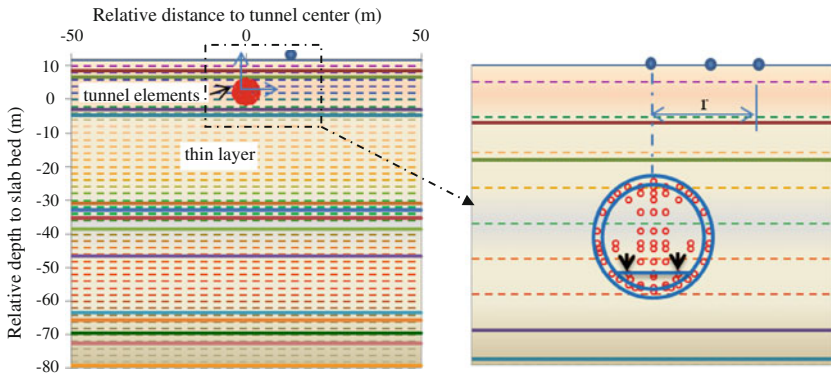 Relative distance to tunnel center (m)
-50 0 50
Relative depth to slab bed (m)
10
0
-10
-20
-30
-40
-50
-60
-70
-80
tunnel elements
thin layer
r